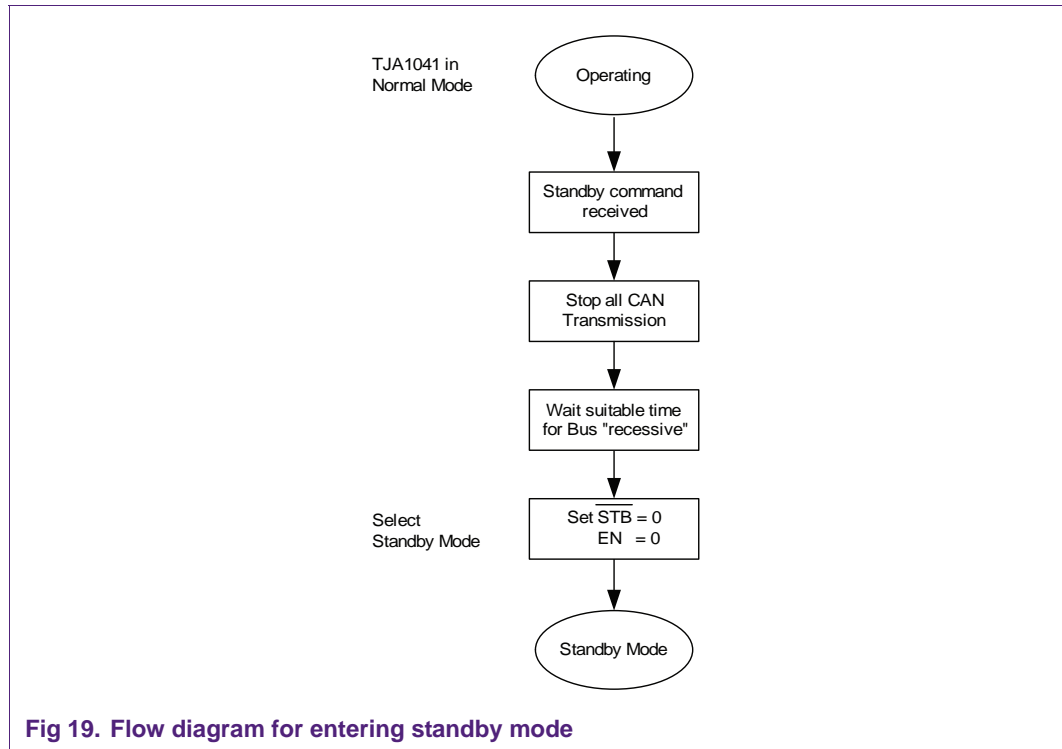 TJA1041 in
Normal Mode
Operating
Standby command
received
Stop all CAN
Transmission
Wait suitable time
for Bus "recessive"
Select
Standby Mode
Set S̅T̅B̅ = 0
EN = 0
Standby Mode
Fig 19. Flow diagram for entering standby mode